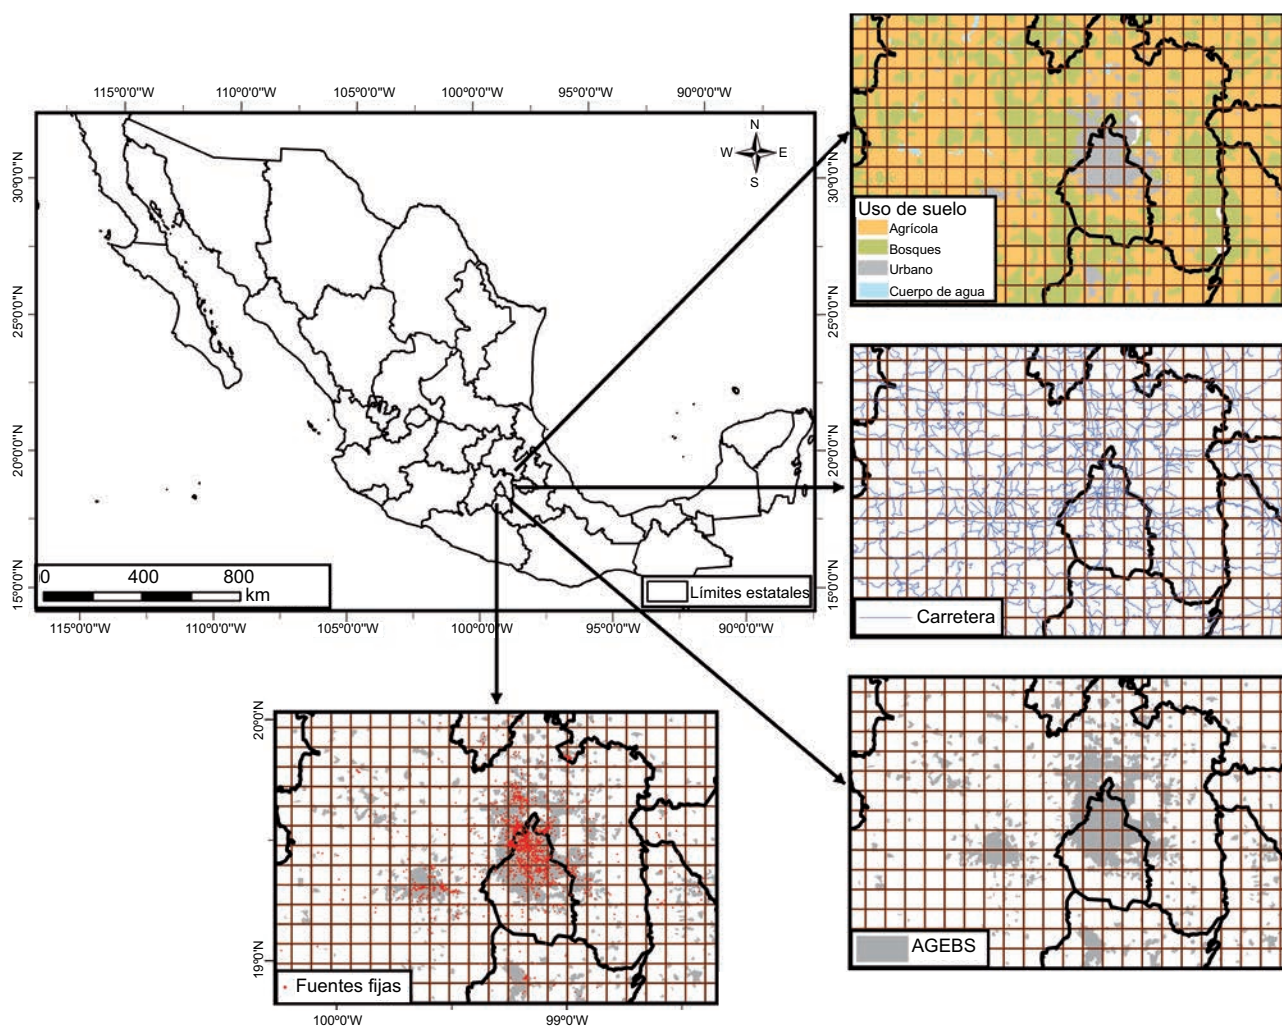 115º0'0"W 110º0'0"W 105º0'0"W 100º0'0"W 95º0'0"W 90º0'0"W
30º0'0"N
25º0'0"N
20º0'0"N
15º0'0"N
N
W E
S
30º0'0"N
25º0'0"N
20º0'0"N
15º0'0"N
0 400 800
km
Límites estatales
115º0'0"W 110º0'0"W 105º0'0"W 100º0'0"W 95º0'0"W 90º0'0"W
Uso de suelo
Agrícola
Bosques
Urbano
Cuerpo de agua
Carretera
AGEBS
20º0'N
19º0'N
Fuentes fijas
100º0'W 99º0'W